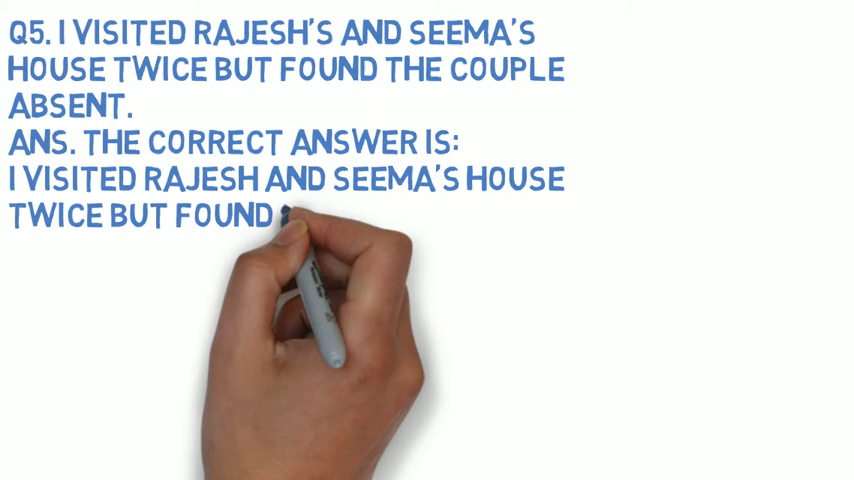 Q5. I VISITED RAJESH'S AND SEEMA'S
HOUSE TWICE BUT FOUND THE COUPLE
ABSENT.
ANS. THE CORRECT ANSWER IS:
I VISITED RAJESH AND SEEMA'S HOUSE
TWICE BUT FOUND